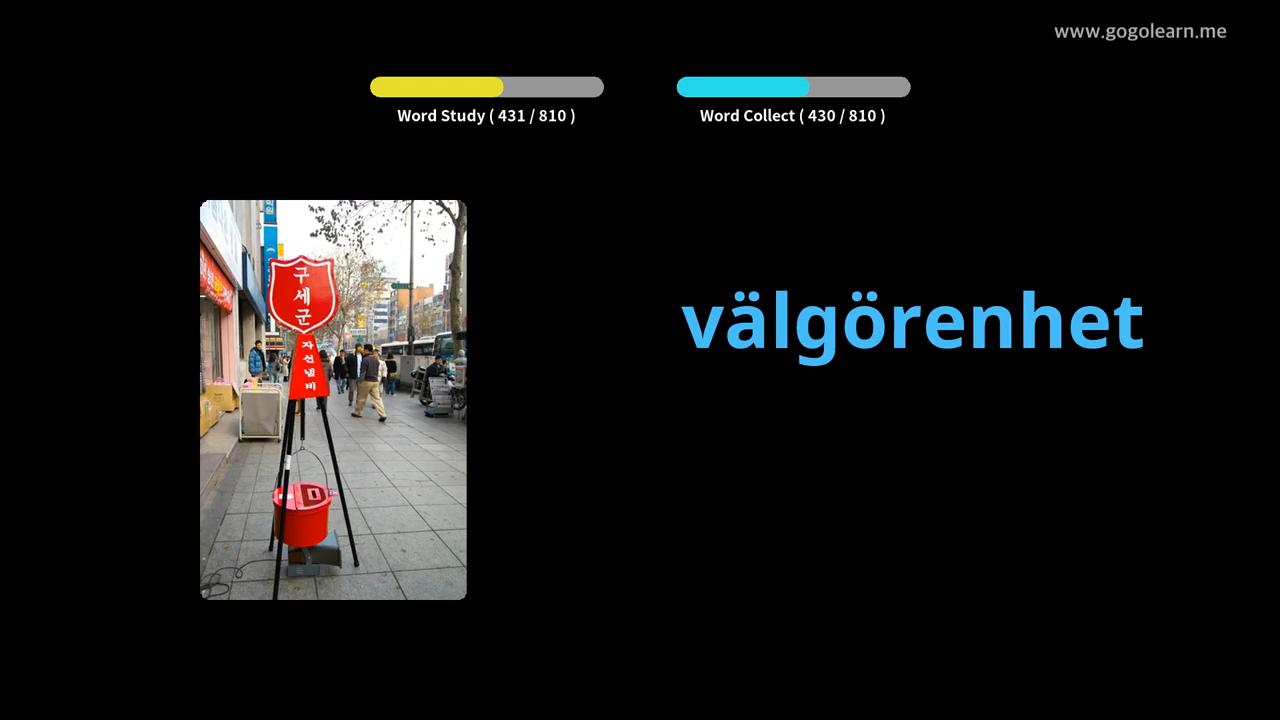 www.gogolearn.me
Word Study ( 431 / 810 )
Word Collect ( 430 / 810 )
구
세
군
자
선
냄
비
välgörenhet